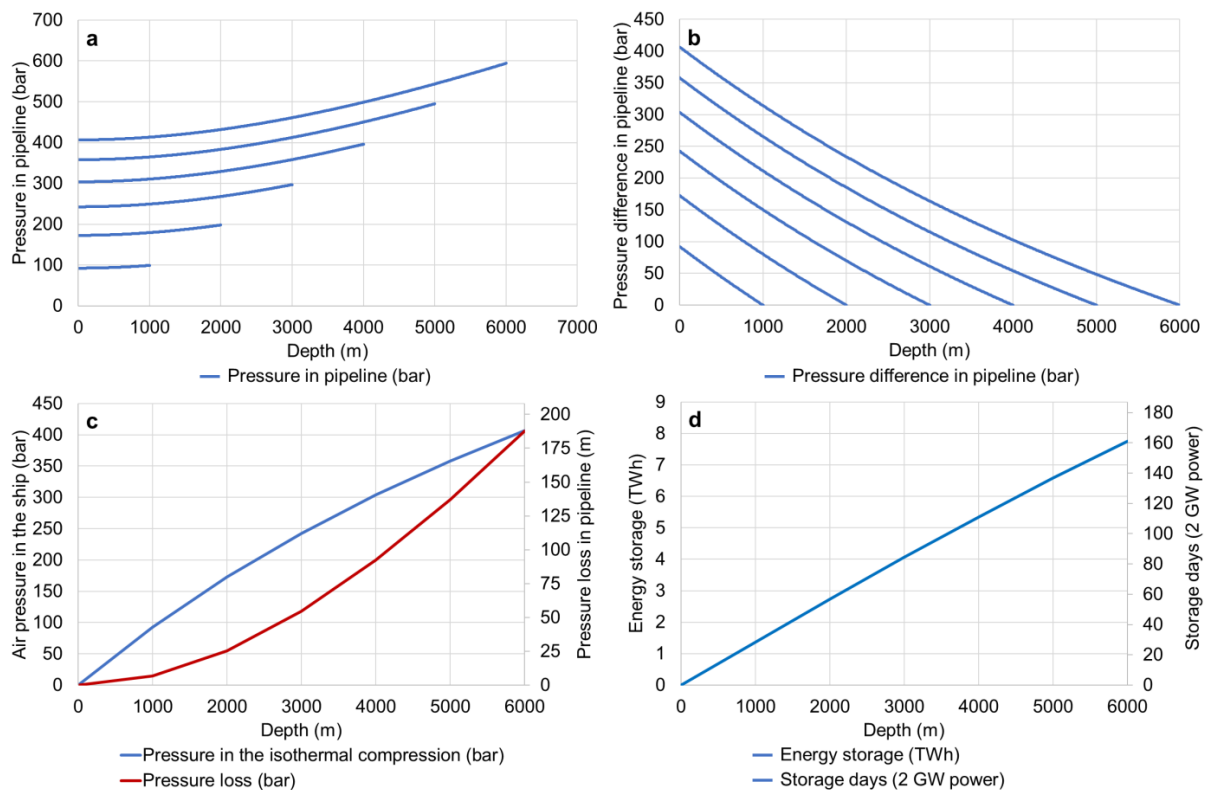 a
Pressure in pipeline (bar)
700
600
500
400
300
200
100
0
0 1000 2000 3000 4000 5000 6000 7000
Depth (m)
Pressure in pipeline (bar)
b
Pressure difference in pipeline (bar)
450
400
350
300
250
200
150
100
50
0
0 1000 2000 3000 4000 5000 6000
Depth (m)
Pressure difference in pipeline (bar)
c
Air pressure in the ship (bar)
450
400
350
300
250
200
150
100
50
0
200
175
150
125
100
75
50
25
0
Pressure loss in pipeline (m)
0 1000 2000 3000 4000 5000 6000
Depth (m)
Pressure in the isothermal compression (bar)
Pressure loss (bar)
d
Energy storage (TWh)
9
8
7
6
5
4
3
2
1
0
180
160
140
120
100
80
60
40
20
0
Storage days (2 GW power)
0 1000 2000 3000 4000 5000 6000
Depth (m)
Energy storage (TWh)
Storage days (2 GW power)